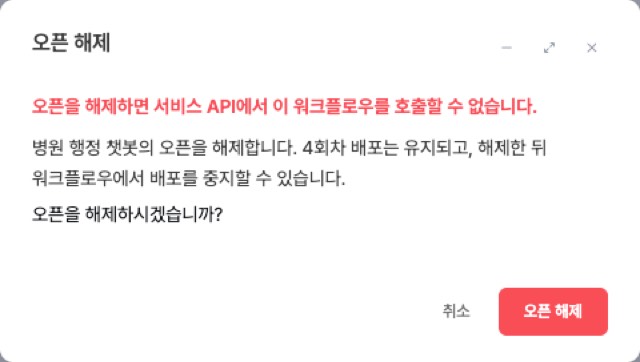 오픈 해제
오픈을 해제하면 서비스 API에서 이 워크플로우를 호출할 수 없습니다.
병원 행정 챗봇의 오픈을 해제합니다. 4회차 배포는 유지되고, 해제한 뒤
워크플로우에서 배포를 중지할 수 있습니다.
오픈을 해제하시겠습니까?
취소
오픈 해제